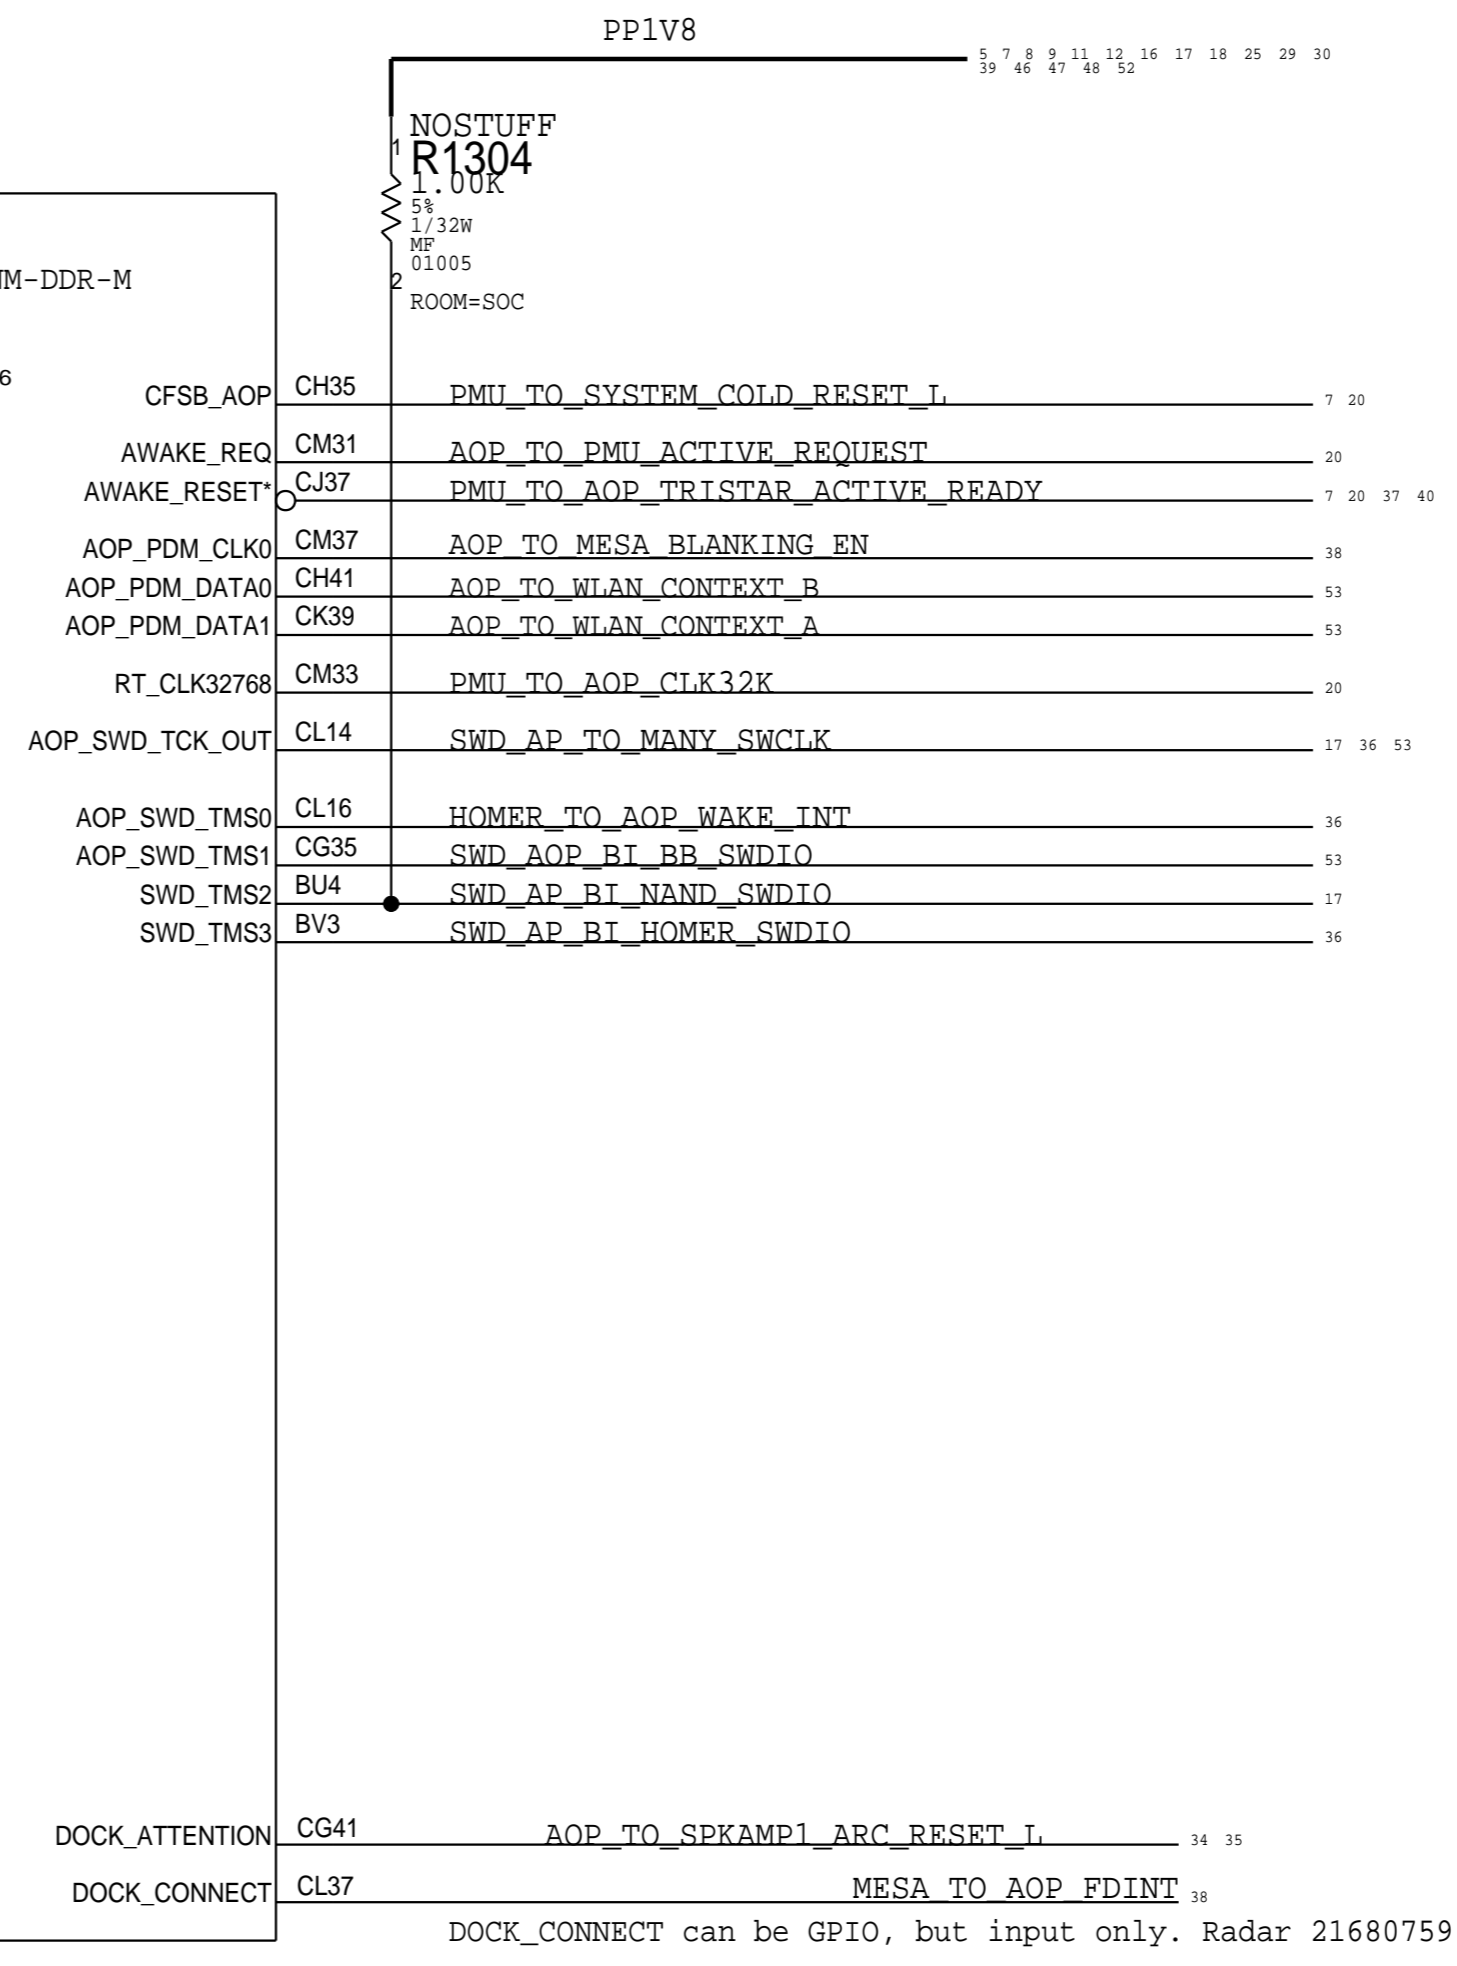 PP1V8
5 7 8 9 11 12 16 17 18 25 29 30
39 46 47 48 52
NOSTUFF
1
R1304
1.00K
5%
1/32W
MF
01005
2
ROOM=SOC
M-DDR-M
6
CFSB_AOP CH35 PMU_TO_SYSTEM_COLD_RESET_L 7 20
AWAKE_REQ CM31 AOP_TO_PMU_ACTIVE_REQUEST 20
AWAKE_RESET* CJ37 PMU_TO_AOP_TRISTAR_ACTIVE_READY 7 20 37 40
AOP_PDM_CLK0 CM37 AOP_TO_MESA_BLANKING_EN 38
AOP_PDM_DATA0 CH41 AOP_TO_WLAN_CONTEXT_B 53
AOP_PDM_DATA1 CK39 AOP_TO_WLAN_CONTEXT_A 53
RT_CLK32768 CM33 PMU_TO_AOP_CLK32K 20
AOP_SWD_TCK_OUT CL14 SWD_AP_TO_MANY_SWCLK 17 36 53
AOP_SWD_TMS0 CL16 HOMER_TO_AOP_WAKE_INT 36
AOP_SWD_TMS1 CG35 SWD_AOP_BI_BB_SWDIO 53
SWD_TMS2 BU4 SWD_AP_BI_NAND_SWDIO 17
SWD_TMS3 BV3 SWD_AP_BI_HOMER_SWDIO 36
DOCK_ATTENTION CG41 AOP_TO_SPKAMP1_ARC_RESET_L 34 35
DOCK_CONNECT CL37 MESA_TO_AOP_FDINT 38
DOCK_CONNECT can be GPIO, but input only. Radar 21680759